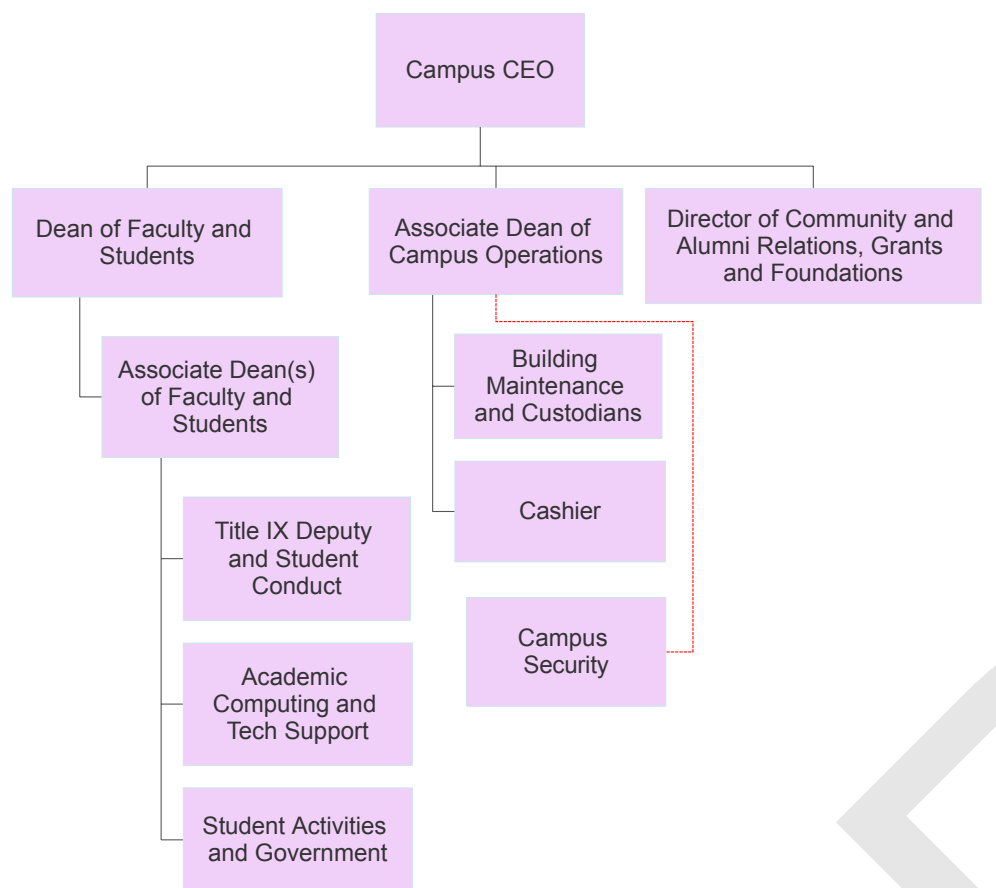 Campus CEO
Dean of Faculty and
Students
Associate Dean of
Campus Operations
Director of Community and
Alumni Relations, Grants
and Foundations
Associate Dean(s)
of Faculty and
Students
Title IX Deputy
and Student
Conduct
Academic
Computing and
Tech Support
Student Activities
and Government
Building
Maintenance
and Custodians
Cashier
Campus
Security